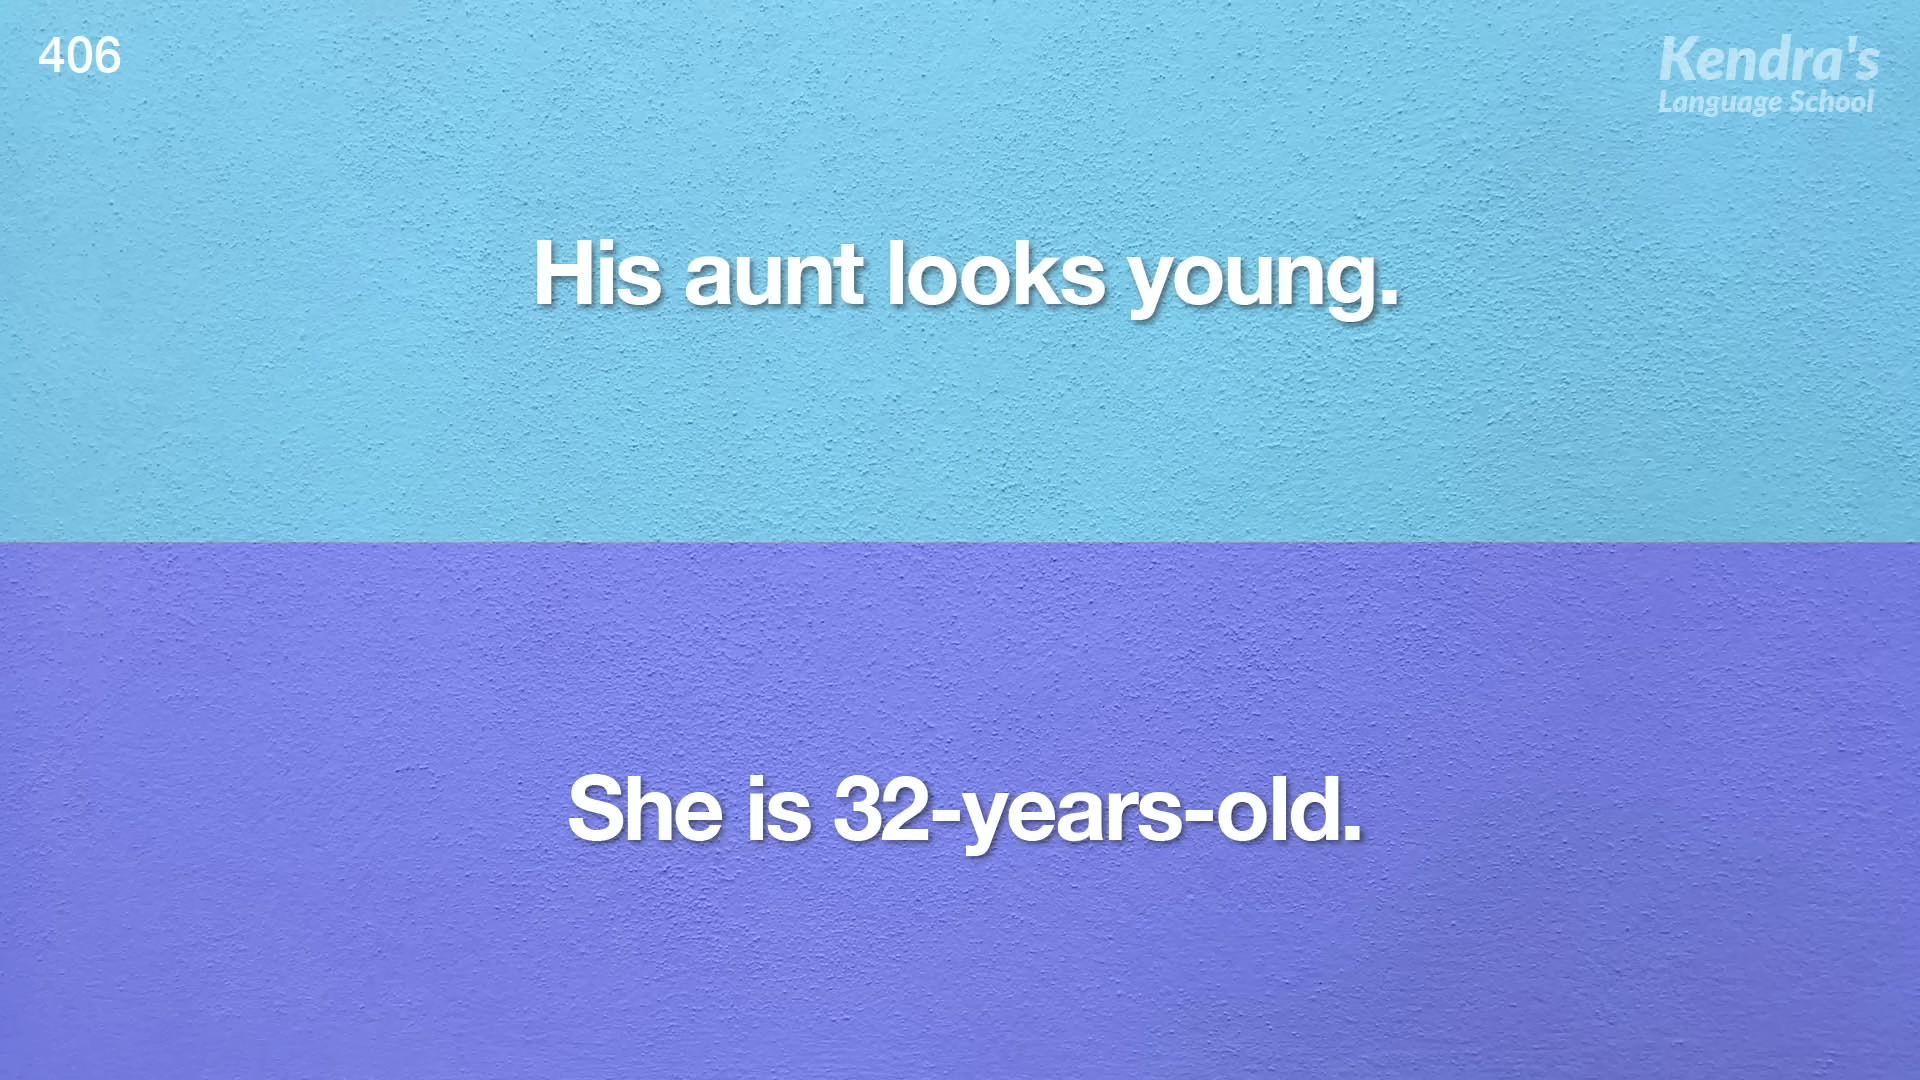 406
Kendra's
Language School
His aunt looks young.
She is 32-years-old.